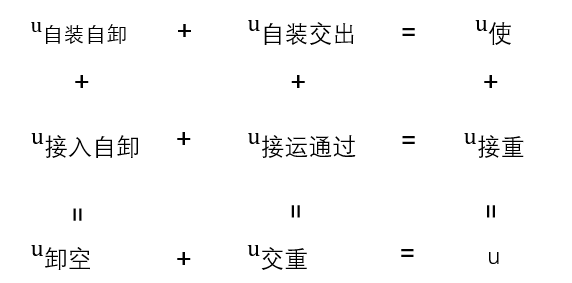 u自装自卸 + u自装交出 = u使
+ + +
u接入自卸 + u接运通过 = u接重
= = =
u卸空 + u交重 = u